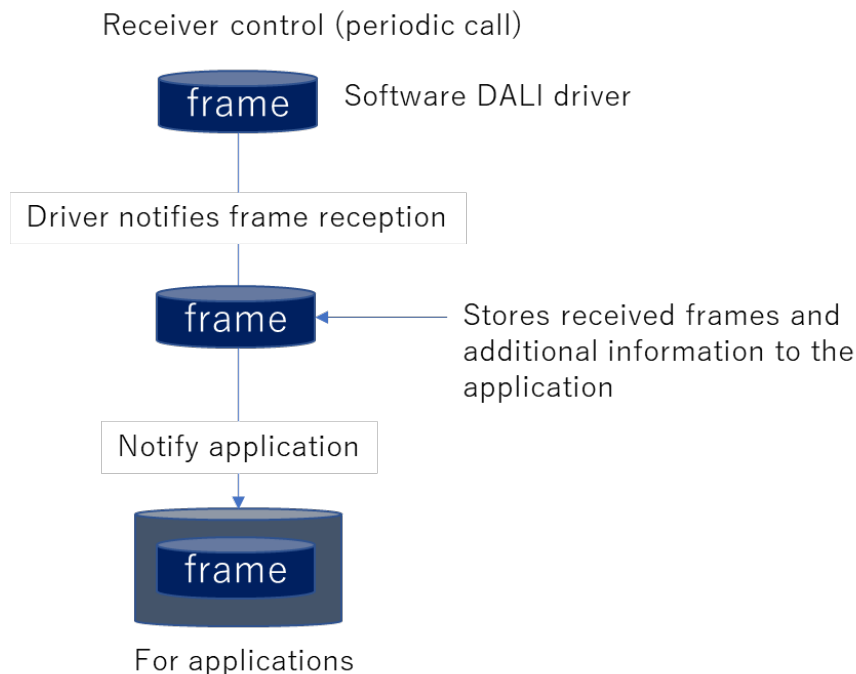 Receiver control (periodic call)
frame
Software DALI driver
Driver notifies frame reception
frame
Stores received frames and
additional information to the
application
Notify application
frame
For applications